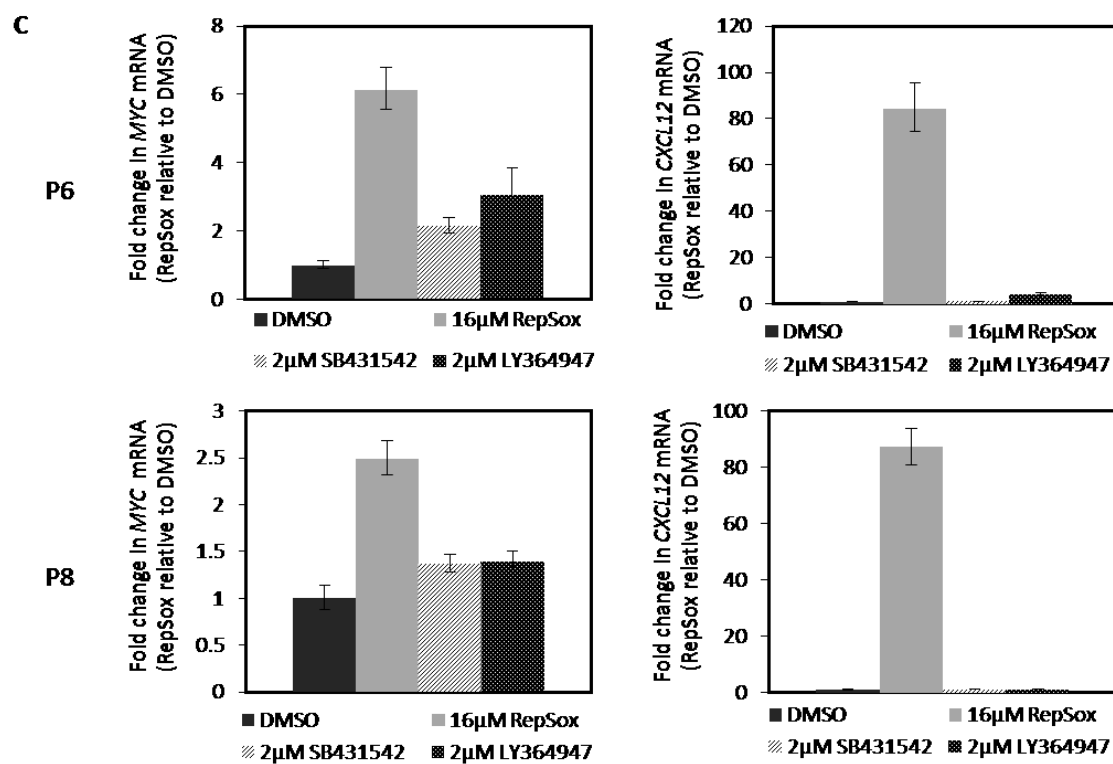 C
P6
Fold change in MYC mRNA
(RepSox relative to DMSO)
8
6
4
2
0
DMSO
16μM RepSox
2μM SB431542
2μM LY364947
Fold change in CXCL12 mRNA
(RepSox relative to DMSO)
120
100
80
60
40
20
0
DMSO
16μM RepSox
2μM SB431542
2μM LY364947
P8
Fold change in MYC mRNA
(RepSox relative to DMSO)
3
2.5
2
1.5
1
0.5
0
DMSO
16μM RepSox
2μM SB431542
2μM LY364947
Fold change in CXCL12 mRNA
(RepSox relative to DMSO)
100
80
60
40
20
0
DMSO
16μM RepSox
2μM SB431542
2μM LY364947